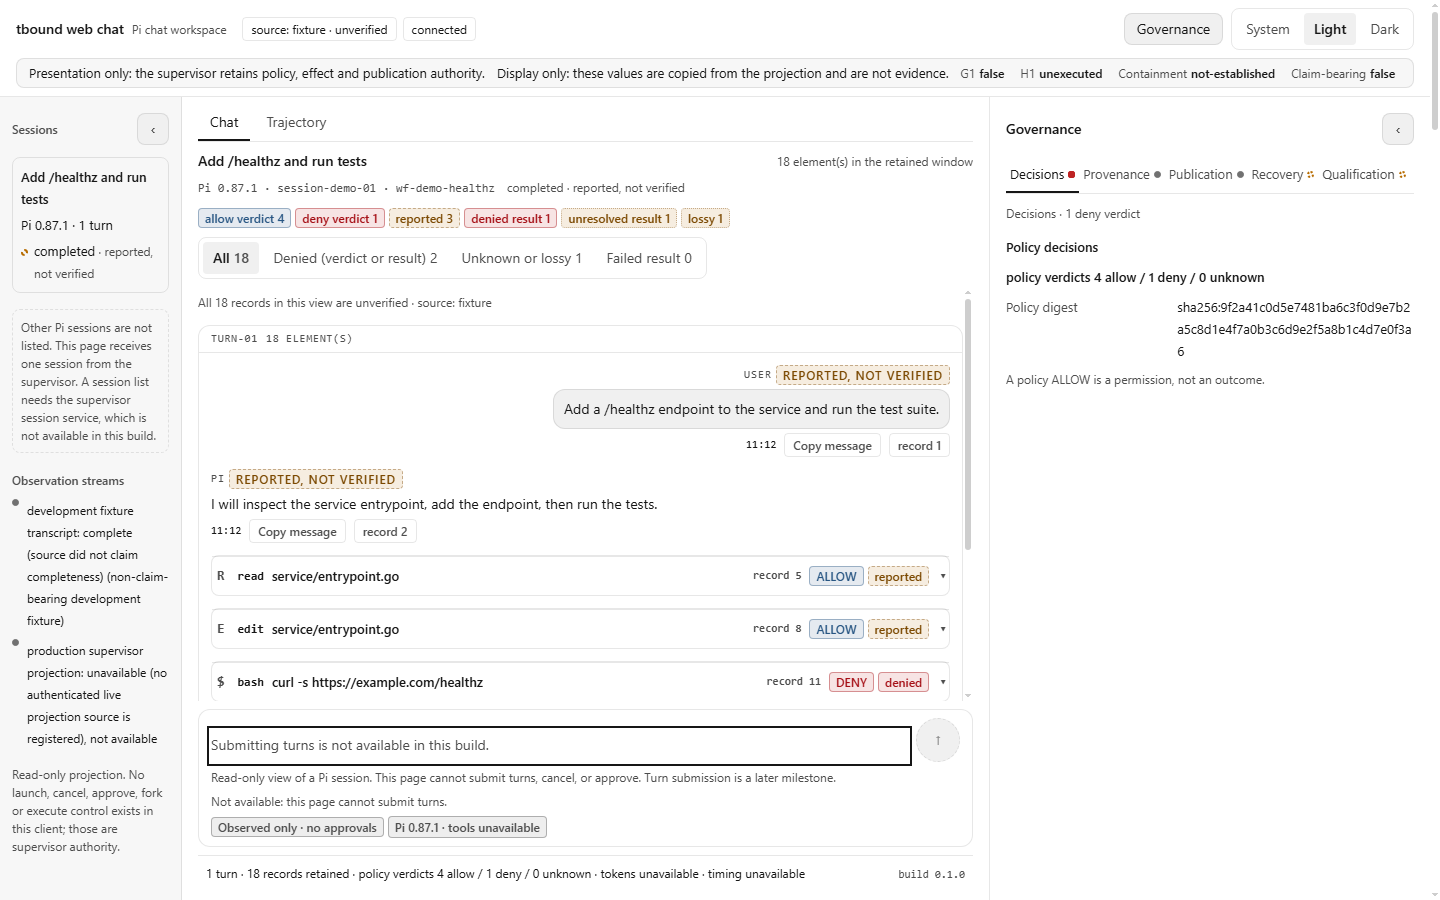 tbound web chat Pi chat workspace source: fixture · unverified connected Governance System Light Dark
Presentation only: the supervisor retains policy, effect and publication authority. Display only: these values are copied from the projection and are not evidence. G1 false H1 unexecuted Containment not-established Claim-bearing false
Sessions ‹
Add /healthz and run
tests
Pi 0.87.1 · 1 turn
completed · reported,
not verified
Other Pi sessions are not
listed. This page receives
one session from the
supervisor. A session list
needs the supervisor
session service, which is
not available in this build.
Observation streams
development fixture
transcript: complete
(source did not claim
completeness) (non-claim-
bearing development
fixture)
production supervisor
projection: unavailable (no
authenticated live
projection source is
registered), not available
Read-only projection. No
launch, cancel, approve, fork
or execute control exists in
this client; those are
supervisor authority.
Chat Trajectory
Add /healthz and run tests 18 element(s) in the retained window
Pi 0.87.1 · session-demo-01 · wf-demo-healthz completed · reported, not verified
allow verdict 4 deny verdict 1 reported 3 denied result 1 unresolved result 1 lossy 1
All 18 Denied (verdict or result) 2 Unknown or lossy 1 Failed result 0
All 18 records in this view are unverified · source: fixture
TURN-01 18 ELEMENT(S)
USER REPORTED, NOT VERIFIED
Add a /healthz endpoint to the service and run the test suite.
11:12 Copy message record 1
PI REPORTED, NOT VERIFIED
I will inspect the service entrypoint, add the endpoint, then run the tests.
11:12 Copy message record 2
R read service/entrypoint.go record 5 ALLOW reported ▾
E edit service/entrypoint.go record 8 ALLOW reported ▾
$ bash curl -s https://example.com/healthz record 11 DENY denied ▾
Submitting turns is not available in this build. ↑
Read-only view of a Pi session. This page cannot submit turns, cancel, or approve. Turn submission is a later milestone.
Not available: this page cannot submit turns.
Observed only · no approvals Pi 0.87.1 · tools unavailable
1 turn · 18 records retained · policy verdicts 4 allow / 1 deny / 0 unknown · tokens unavailable · timing unavailable build 0.1.0
Governance ‹
Decisions Provenance Publication Recovery Qualification
Decisions · 1 deny verdict
Policy decisions
policy verdicts 4 allow / 1 deny / 0 unknown
Policy digest sha256:9f2a41c0d5e7481ba6c3f0d9e7b2
a5c8d1e4f7a0b3c6d9e2f5a8b1c4d7e0f3a
6
A policy ALLOW is a permission, not an outcome.